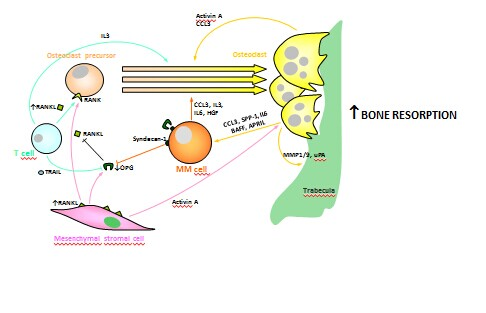 Activin A
CCL3
IL3
Osteoclast precursor
Osteoclast
↑RANKL
RANK
CCL3, IL3,
IL6, HGF
CCL3, SPP-1, IL6
BAFF, APRIL
↑ BONE RESORPTION
RANKL
Syndecan-1
T cell
MM cell
MMP1/9, uPA
TRAIL
↓OPG
Trabecula
↑RANKL
Activin A
Mesenchymal stromal cell